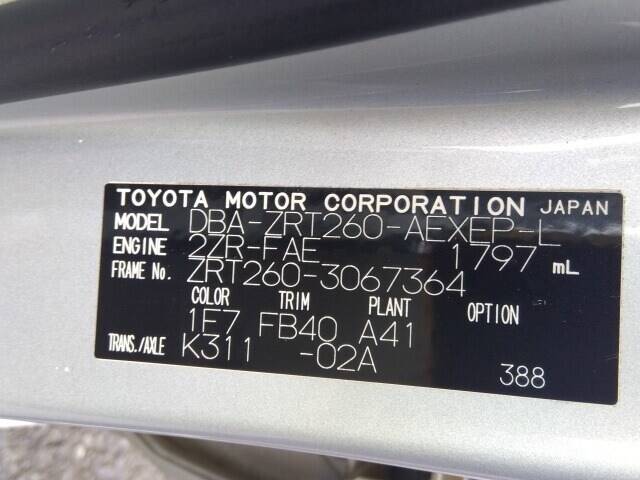 TOYOTA MOTOR CORPORATION JAPAN
MODEL DBA-ZRT260-AEXEP-L
ENGINE 2ZR-FAE 1797 mL
FRAME No. ZRT260-3067364
COLOR TRIM PLANT OPTION
1F7 FB40 A41
TRANS./AXLE K311 -02A
388